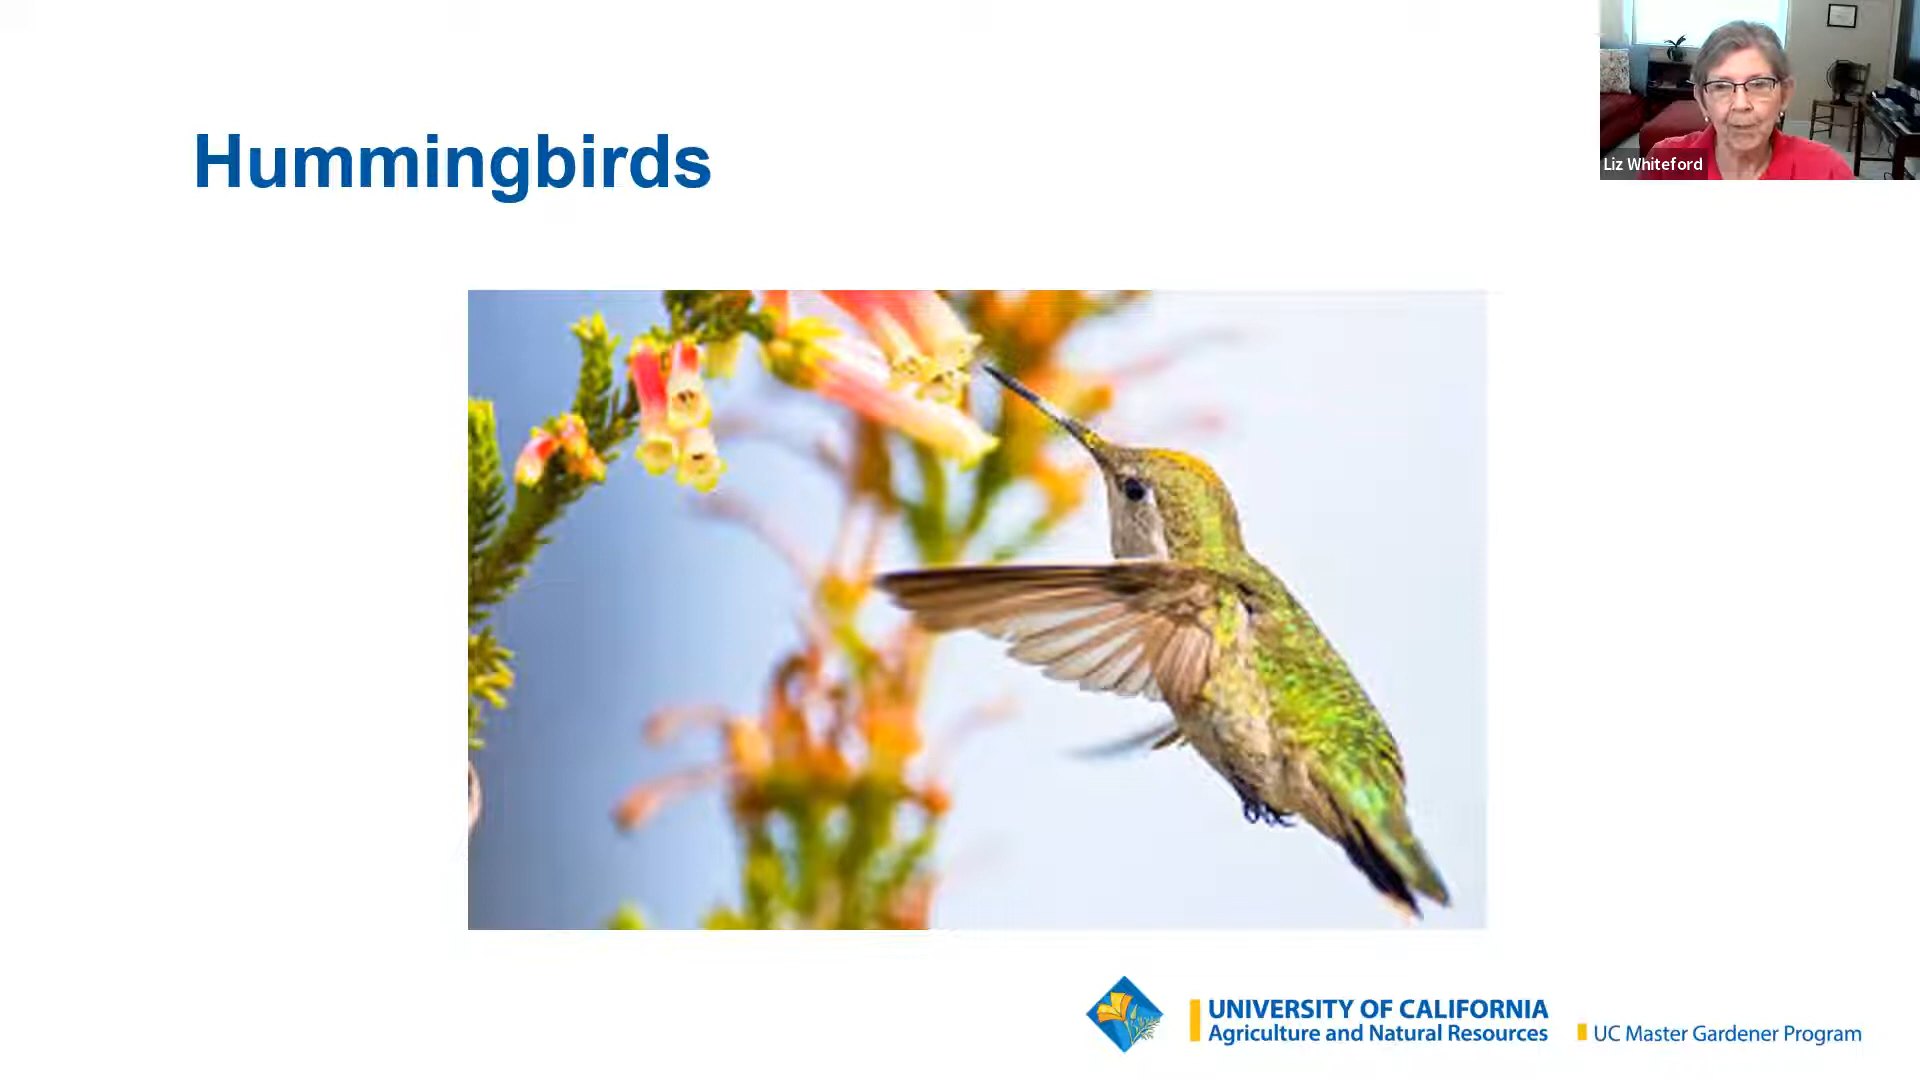 Hummingbirds
Liz Whiteford
UNIVERSITY OF CALIFORNIA
Agriculture and Natural Resources
UC Master Gardener Program